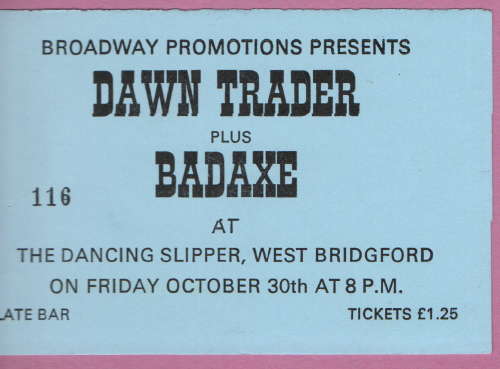 BROADWAY PROMOTIONS PRESENTS
DAWN TRADER
PLUS
BADAXE
116
AT
THE DANCING SLIPPER, WEST BRIDGFORD
ON FRIDAY OCTOBER 30th AT 8 P.M.
LATE BAR TICKETS £1.25